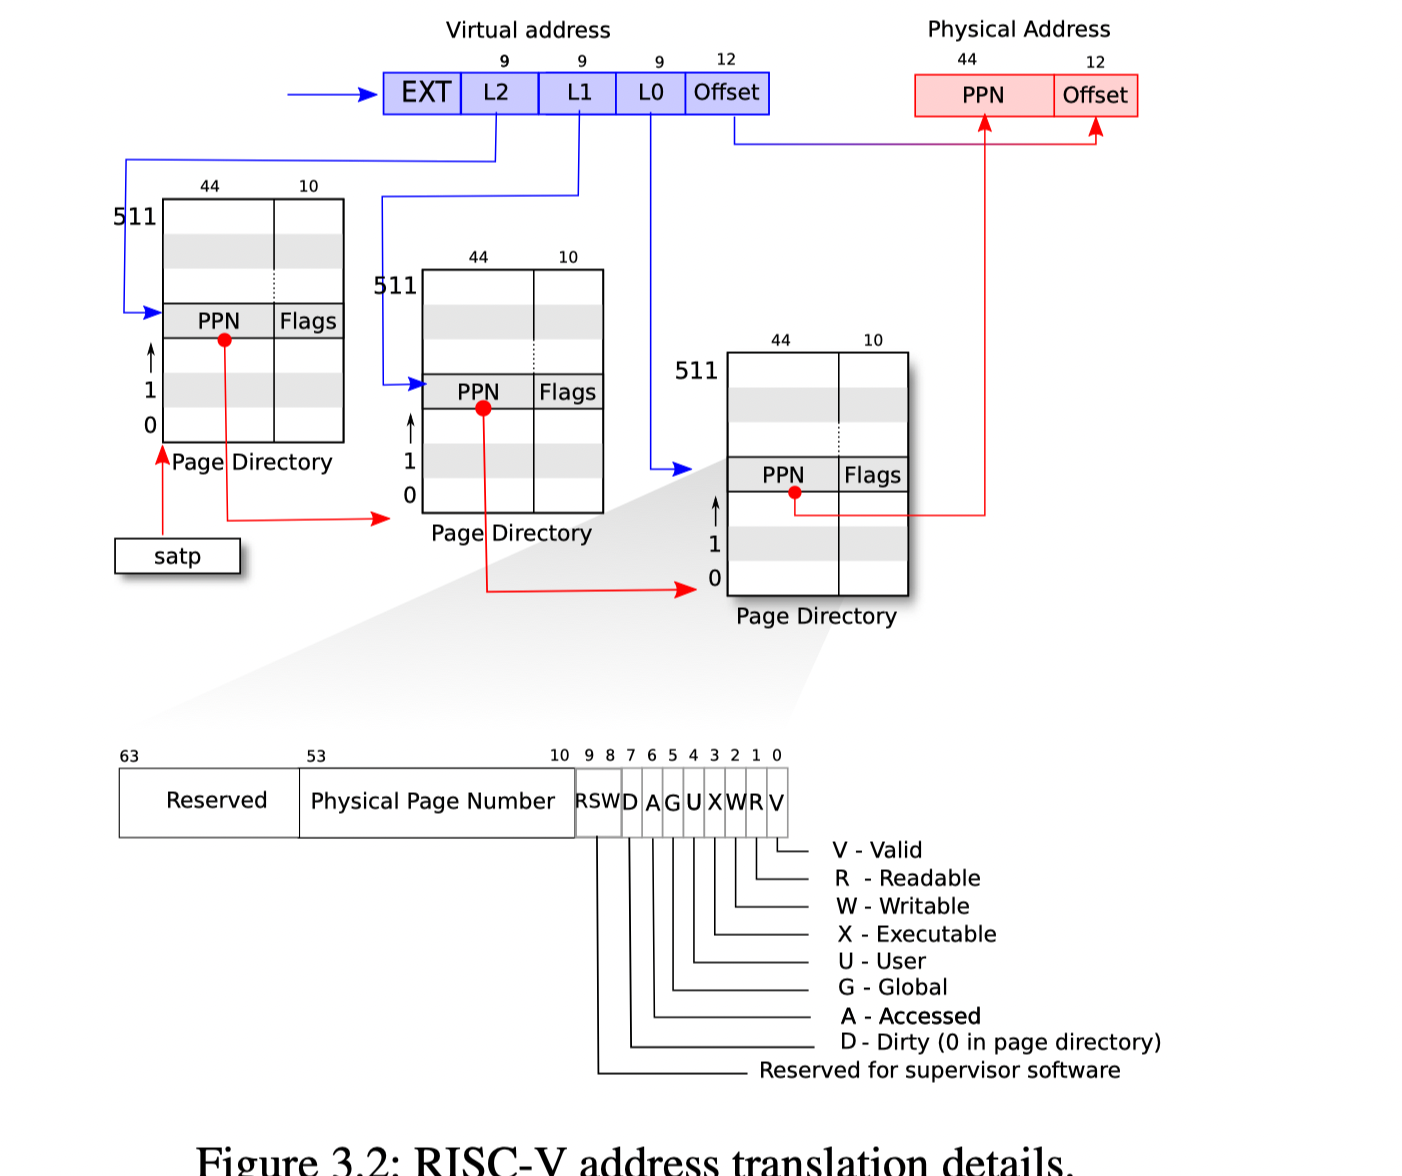 Virtual address
Physical Address
9 9 9 12
44 12
EXT L2 L1 L0 Offset
PPN Offset
44 10
511
PPN Flags
1
0
Page Directory
satp
44 10
511
PPN Flags
1
0
Page Directory
44 10
511
PPN Flags
1
0
Page Directory
63 53 10 9 8 7 6 5 4 3 2 1 0
Reserved Physical Page Number RSW D A G U X W R V
V - Valid
R - Readable
W - Writable
X - Executable
U - User
G - Global
A - Accessed
D - Dirty (0 in page directory)
Reserved for supervisor software
Figure 3.2: RISC-V address translation details.